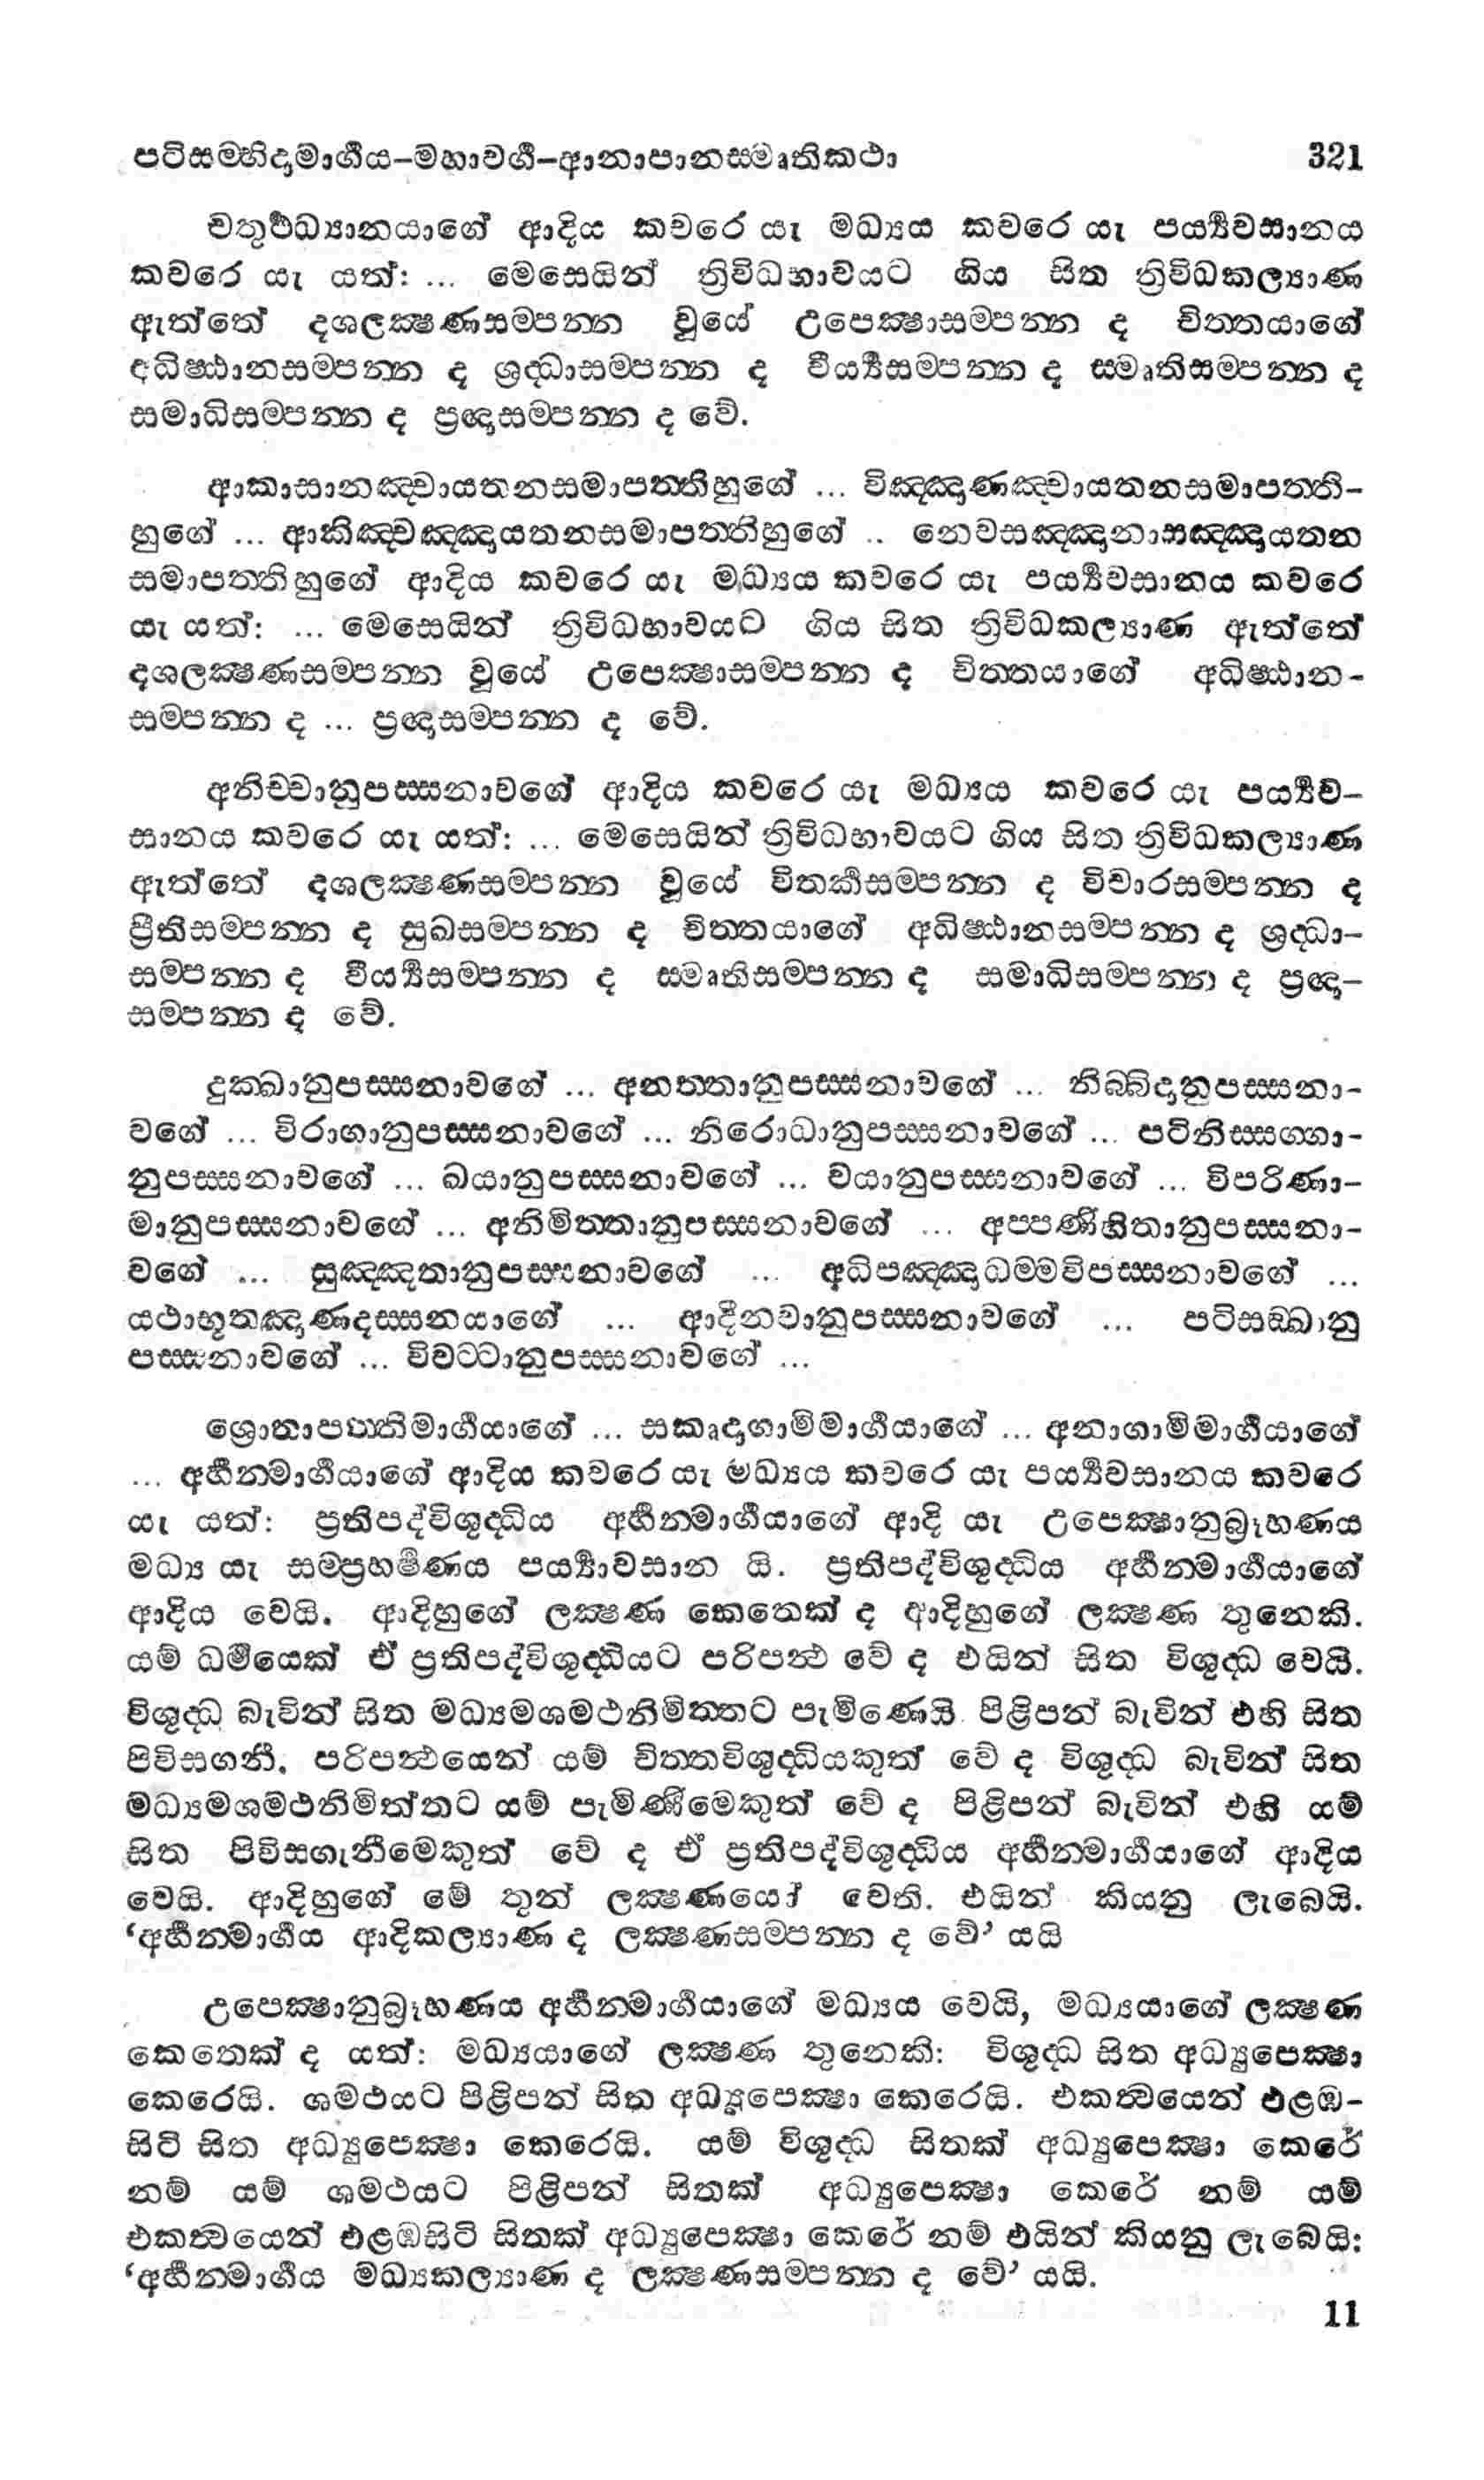 පටිසම්භිදාමාර්ගය–මහාවර්ග–ආනාපානසමෘතිකථා 321
චතුර්ථධ්‍යානයාගේ ආදිය කවරේ යැ මධ්‍යය කවරේ යැ පර්‍ය්‍යවසානය
කවරේ යැ යත්: ... මෙසෙයින් ත්‍රිවිධභාවයට ගිය සිත ත්‍රිවිධකල්‍යාණ
ඇත්තේ දශලක්‍ෂණසම්පන්න වූයේ උපෙක්‍ෂාසම්පන්න ද චිත්තයාගේ
අධිෂ්ඨානසම්පන්න ද ශ්‍රද්ධාසම්පන්න ද වීර්‍ය්‍යසම්පන්න ද සමෘතිසම්පන්න ද
සමාධිසම්පන්න ද ප්‍රඥාසම්පන්න ද වේ.
ආකාසානඤ්චායතනසමාපත්තිහුගේ ... විඤ්ඤාණඤ්චායතනසමාපත්ති-
හුගේ ... ආකිඤ්චඤ්ඤායතනසමාපත්තිහුගේ .. නෙවසඤ්ඤානාසඤ්ඤායතන
සමාපත්තිහුගේ ආදිය කවරේ යැ මධ්‍යය කවරේ යැ පර්‍ය්‍යවසානය කවරේ
යැ යත්: ... මෙසෙයින් ත්‍රිවිධභාවයට ගිය සිත ත්‍රිවිධකල්‍යාණ ඇත්තේ
දශලක්‍ෂණසම්පන්න වූයේ උපෙක්‍ෂාසම්පන්න ද චිත්තයාගේ අධිෂ්ඨාන-
සම්පන්න ද ... ප්‍රඥාසම්පන්න ද වේ.
අනිච්චානුපස්සනාවගේ ආදිය කවරේ යැ මධ්‍යය කවරේ යැ පර්‍ය්‍යව–
සානය කවරේ යැ යත්: ... මෙසෙයින් ත්‍රිවිධභාවයට ගිය සිත ත්‍රිවිධකල්‍යාණ
ඇත්තේ දශලක්‍ෂණසම්පන්න වූයේ විතර්කසම්පන්න ද විචාරසම්පන්න ද
ප්‍රීතිසම්පන්න ද සුඛසම්පන්න ද චිත්තයාගේ අධිෂ්ඨානසම්පන්න ද ශ්‍රද්ධා–
සම්පන්න ද වීර්‍ය්‍යසම්පන්න ද සමෘතිසම්පන්න ද සමාධිසම්පන්න ද ප්‍රඥා–
සම්පන්න ද වේ.
දුක්ඛානුපස්සනාවගේ ... අනත්තානුපස්සනාවගේ ... නිබ්බිදානුපස්සනා-
වගේ ... විරාගානුපස්සනාවගේ ... නිරොධානුපස්සනාවගේ ... පටිනිස්සග්ගා-
නුපස්සනාවගේ ... ඛයානුපස්සනාවගේ ... වයානුපස්සනාවගේ ... විපරිණා–
මානුපස්සනාවගේ ... අනිමිත්තානුපස්සනාවගේ ... අප්පණිහිතානුපස්සනා-
වගේ ... සුඤ්ඤතානුපස්සනාවගේ ... අධිපඤ්ඤාධම්මවිපස්සනාවගේ ...
යථාභූතඤාණදස්සනයාගේ ... ආදීනවානුපස්සනාවගේ ... පටිසඞ්ඛානු
පස්සනාවගේ ... විවට්ටානුපස්සනාවගේ ...
ශ්‍රොතාපත්තිමාර්ගයාගේ ... සකෘදාගාමිමාර්ගයාගේ ... අනාගාමිමාර්ගයාගේ
... අර්හත්මාර්ගයාගේ ආදිය කවරේ යැ මධ්‍යය කවරේ යැ පර්‍ය්‍යවසානය කවරේ
යැ යත්: ප්‍රතිපද්විශුද්ධිය අර්හත්මාර්ගයාගේ ආදි යැ උපෙක්‍ෂානුබ්‍රෑහණය
මධ්‍ය යැ සම්ප්‍රහර්ෂණය පර්‍ය්‍යාවසාන යි. ප්‍රතිපද්විශුද්ධිය අර්හත්මාර්ගයාගේ
ආදිය වෙයි. ආදිහුගේ ලක්‍ෂණ කෙතෙක් ද ආදිහුගේ ලක්‍ෂණ තුනෙකි.
යම් ධර්මයෙක් ඒ ප්‍රතිපද්විශුද්ධියට පරිපන්ථ වේ ද එයින් සිත විශුද්ධ වෙයි.
විශුද්ධ බැවින් සිත මධ්‍යමශමථනිමිත්තට පැමිණෙයි. පිළිපන් බැවින් එහි සිත
පිවිසගනී. පරිපන්ථයෙන් යම් චිත්තවිශුද්ධියකුත් වේ ද විශුද්ධ බැවින් සිත
මධ්‍යමශමථනිමිත්තට යම් පැමිණීමෙකුත් වේ ද පිළිපන් බැවින් එහි යම්
සිත පිවිසගැනීමෙකුත් වේ ද ඒ ප්‍රතිපද්විශුද්ධිය අර්හත්මාර්ගයාගේ ආදිය
වෙයි. ආදිහුගේ මේ තුන් ලක්‍ෂණයෝ වෙති. එයින් කියනු ලැබෙයි.
‘අර්හත්මාර්ගය ආදිකල්‍යාණ ද ලක්‍ෂණසම්පන්න ද වේ’ යයි
උපෙක්‍ෂානුබ්‍රෑහණය අර්හත්මාර්ගයාගේ මධ්‍යය වෙයි, මධ්‍යයාගේ ලක්‍ෂණ
කෙතෙක් ද යත්: මධ්‍යයාගේ ලක්‍ෂණ තුනෙකි: විශුද්ධ සිත අධ්‍යුපෙක්‍ෂා
කෙරෙයි. ශමථයට පිළිපන් සිත අධ්‍යුපෙක්‍ෂා කෙරෙයි. එකත්වයෙන් එළඹ-
සිටි සිත අධ්‍යුපෙක්‍ෂා කෙරෙයි. යම් විශුද්ධ සිතක් අධ්‍යුපෙක්‍ෂා කෙරේ
නම් යම් ශමථයට පිළිපන් සිතක් අධ්‍යුපෙක්‍ෂා කෙරේ නම් යම්
එකත්වයෙන් එළඹසිටි සිතක් අධ්‍යුපෙක්‍ෂා කෙරේ නම් එයින් කියනු ලැබෙයි:
‘අර්හත්මාර්ගය මධ්‍යකල්‍යාණ ද ලක්‍ෂණසම්පන්න ද වේ’ යයි.
11